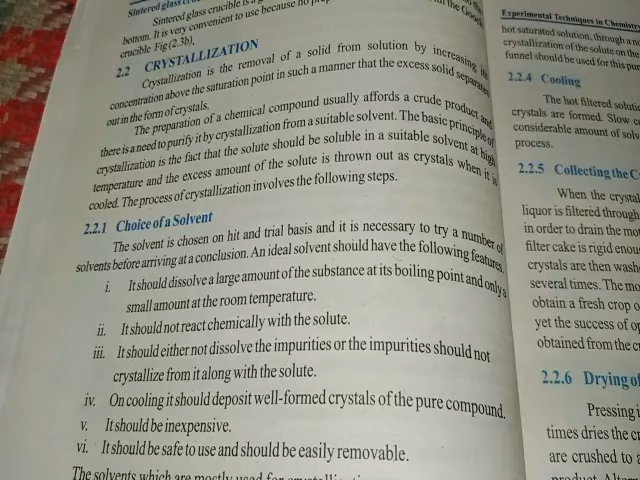 Sintered glass
Sintered glass crucible is a
bottom. It is very convenient to use because no
crucible Fig (2.3b),
2.2 CRYSTALLIZATION
Crystallization is the removal of a solid from solution by increasing its
concentration above the saturation point in such a manner that the excess solid separates
out in the form of crystals.
The preparation of a chemical compound usually affords a crude product and
there is a need to purify it by crystallization from a suitable solvent. The basic principle of
crystallization is the fact that the solute should be soluble in a suitable solvent at high
temperature and the excess amount of the solute is thrown out as crystals when it is
cooled. The process of crystallization involves the following steps.
2.2.1 Choice of a Solvent
The solvent is chosen on hit and trial basis and it is necessary to try a number of
solvents before arriving at a conclusion. An ideal solvent should have the following features.
i. It should dissolve a large amount of the substance at its boiling point and only a
small amount at the room temperature.
ii. It should not react chemically with the solute.
iii. It should either not dissolve the impurities or the impurities should not
crystallize from it along with the solute.
iv. On cooling it should deposit well-formed crystals of the pure compound.
v. It should be inexpensive.
vi. It should be safe to use and should be easily removable.
The solvents which are mostly used for
the Gooch
Experimental Techniques in Chemistry
hot saturated solution, through a
crystallization of the solute on the
funnel should be used for this pur
2.2.4 Cooling
The hot filtered solutio
crystals are formed. Slow c
considerable amount of solv
process.
2.2.5 Collecting the C
When the crystal
liquor is filtered through
in order to drain the mo
filter cake is rigid enou
crystals are then wash
several times. The mo
obtain a fresh crop o
yet the success of op
obtained from the cr
2.2.6 Drying of
Pressing i
times dries the cr
are crushed to a
product.